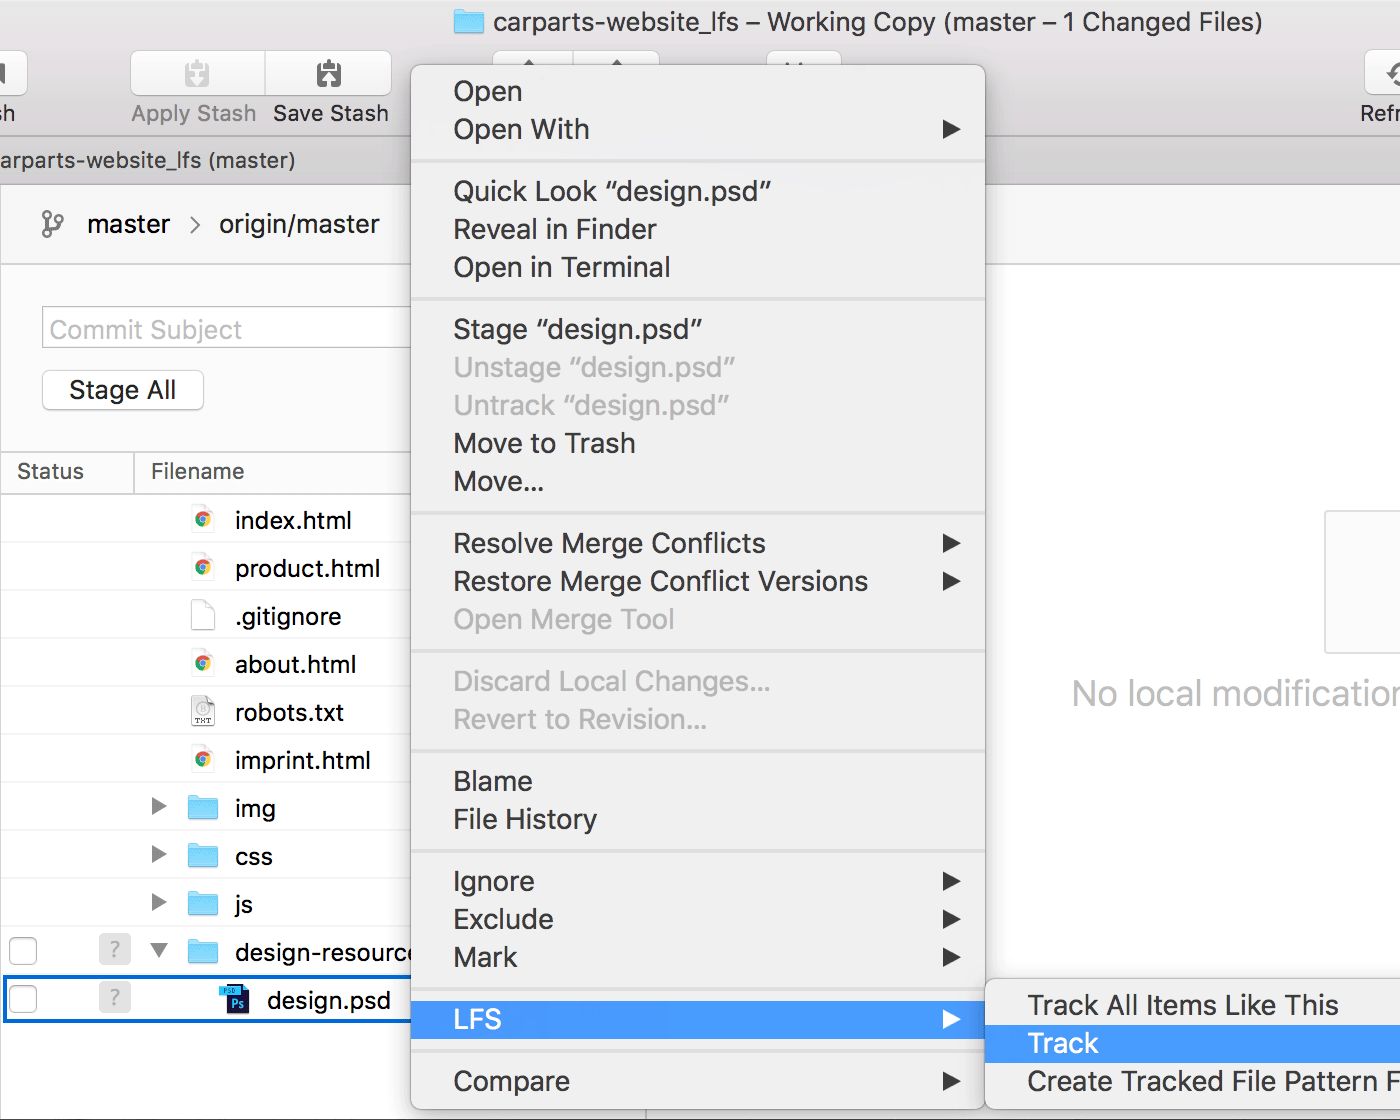 carparts-website_lfs – Working Copy (master – 1 Changed Files)
Apply Stash
Save Stash
arparts-website_lfs (master)
master
origin/master
Commit Subject
Stage All
Status
Filename
index.html
product.html
.gitignore
about.html
robots.txt
TXT
imprint.html
img
css
js
?
design-resource
?
PSD
Ps
design.psd
Open
Open With
Quick Look “design.psd”
Reveal in Finder
Open in Terminal
Stage “design.psd”
Unstage “design.psd”
Untrack “design.psd”
Move to Trash
Move...
Resolve Merge Conflicts
Restore Merge Conflict Versions
Open Merge Tool
Discard Local Changes...
Revert to Revision...
Blame
File History
Ignore
Exclude
Mark
LFS
Compare
Track All Items Like This
Track
Create Tracked File Pattern F
No local modification
Refr